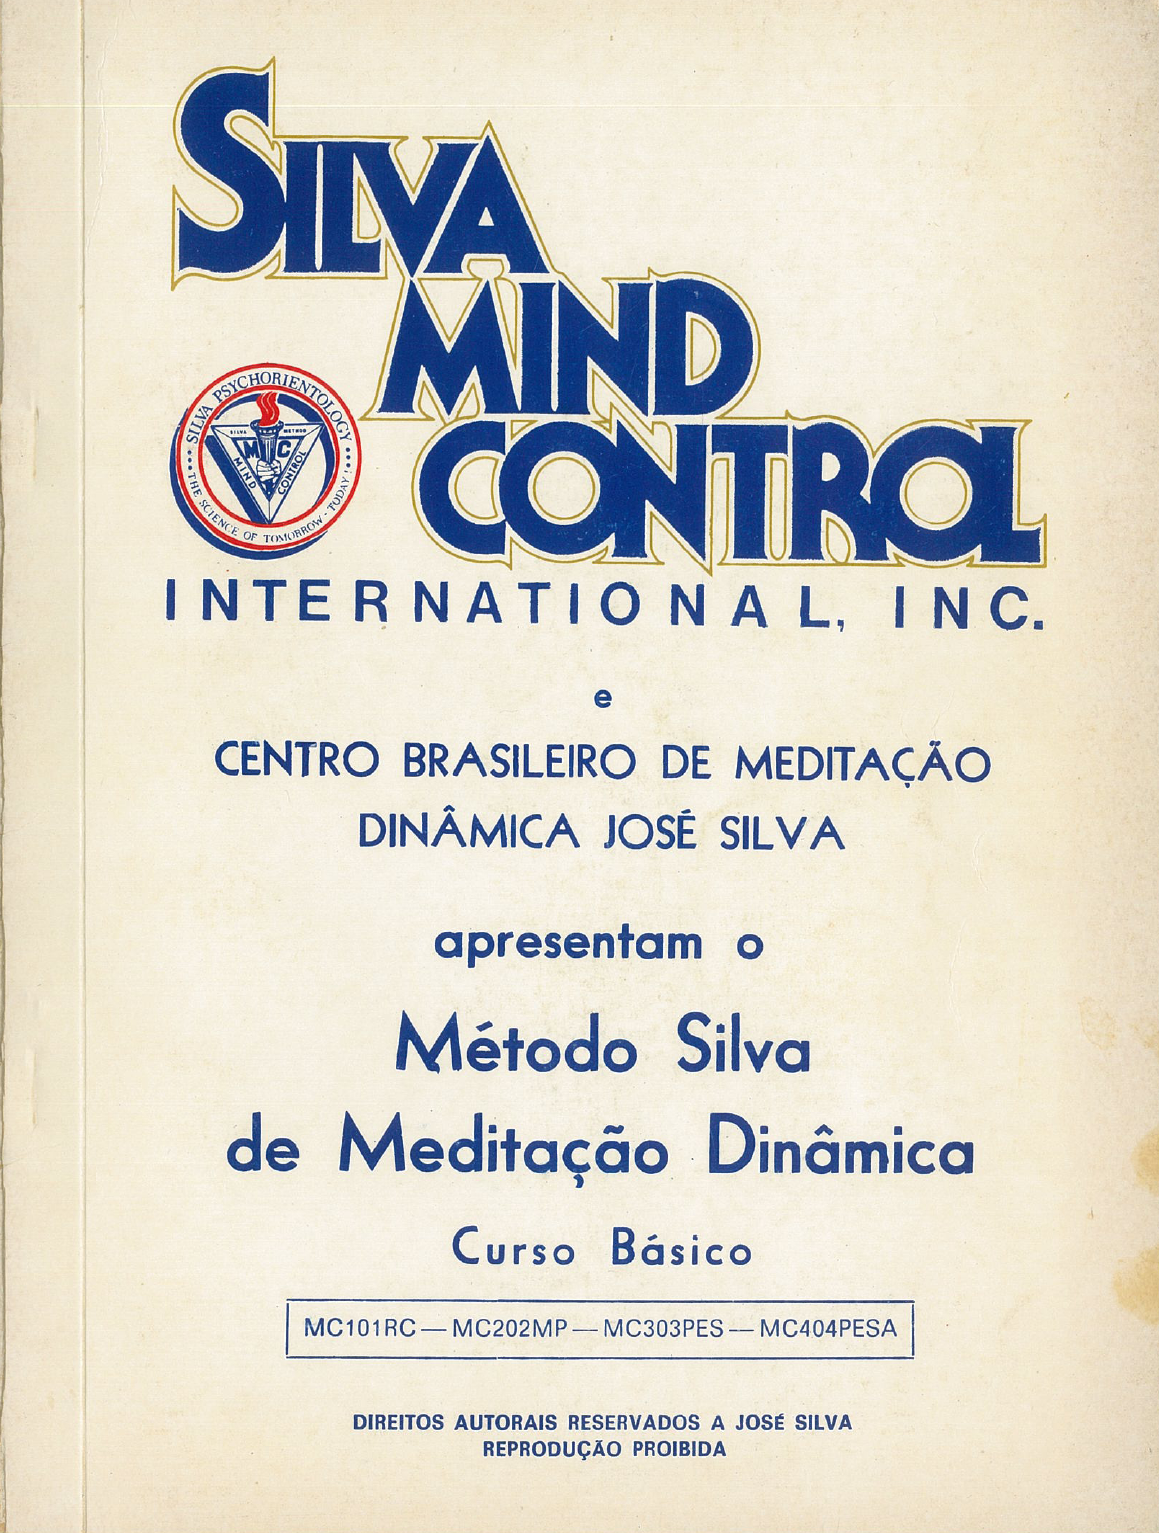 SILVA
MIND
CONTROL
SILVA PSYCHORIENTOLOGY
SILVA METHOD
M C
MIND CONTROL
THE SCIENCE OF TOMORROW - TODAY!
INTERNATIONAL, INC.
e
CENTRO BRASILEIRO DE MEDITAÇÃO
DINÂMICA JOSÉ SILVA
apresentam o
Método Silva
de Meditação Dinâmica
Curso Básico
MC101RC — MC202MP — MC303PES — MC404PESA
DIREITOS AUTORAIS RESERVADOS A JOSÉ SILVA
REPRODUÇÃO PROIBIDA